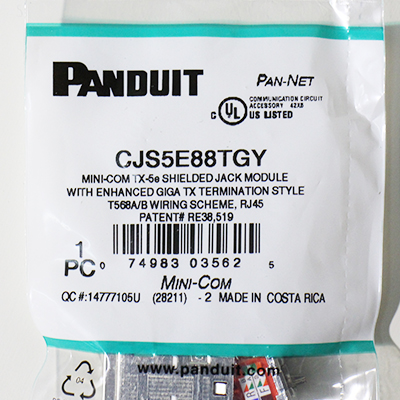 PANDUIT
PAN-NET
C UL US LISTED
COMMUNICATION CIRCUIT
ACCESSORY 42X8
CJS5E88TGY
MINI-COM TX-5e SHIELDED JACK MODULE
WITH ENHANCED GIGA TX TERMINATION STYLE
T568A/B WIRING SCHEME, RJ45
PATENT# RE38,519
1
PC
0 74983 03562 5
MINI-COM
QC #:14777105U (28211) - 2 MADE IN COSTA RICA
www.panduit.com
04